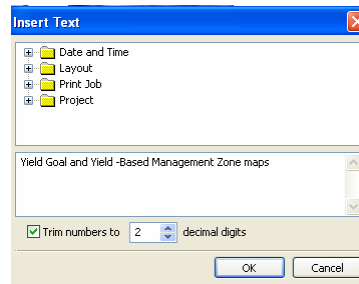 Insert Text
Date and Time
Layout
Print Job
Project
Yield Goal and Yield -Based Management Zone maps
Trim numbers to 2 decimal digits
OK Cancel